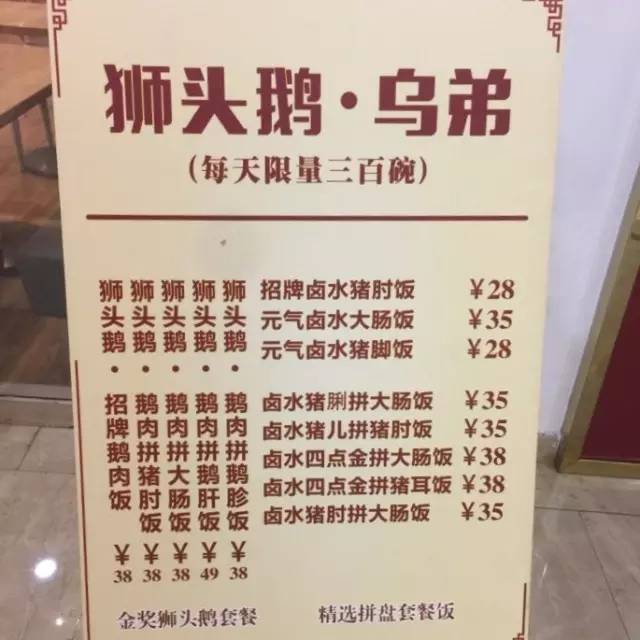 狮头鹅·乌弟
(每天限量三百碗)
狮头鹅·招牌鹅肉饭 ¥38
狮头鹅·鹅肉拼猪肘饭 ¥38
狮头鹅·鹅肉拼大肠饭 ¥38
狮头鹅·鹅肉拼鹅肝饭 ¥49
狮头鹅·鹅肉拼鹅胗饭 ¥38
招牌卤水猪肘饭 ¥28
元气卤水大肠饭 ¥35
元气卤水猪脚饭 ¥28
卤水猪脷拼大肠饭 ¥35
卤水猪儿拼猪肘饭 ¥35
卤水四点金拼大肠饭 ¥38
卤水四点金拼猪耳饭 ¥38
卤水猪肘拼大肠饭 ¥35
金奖狮头鹅套餐
精选拼盘套餐饭